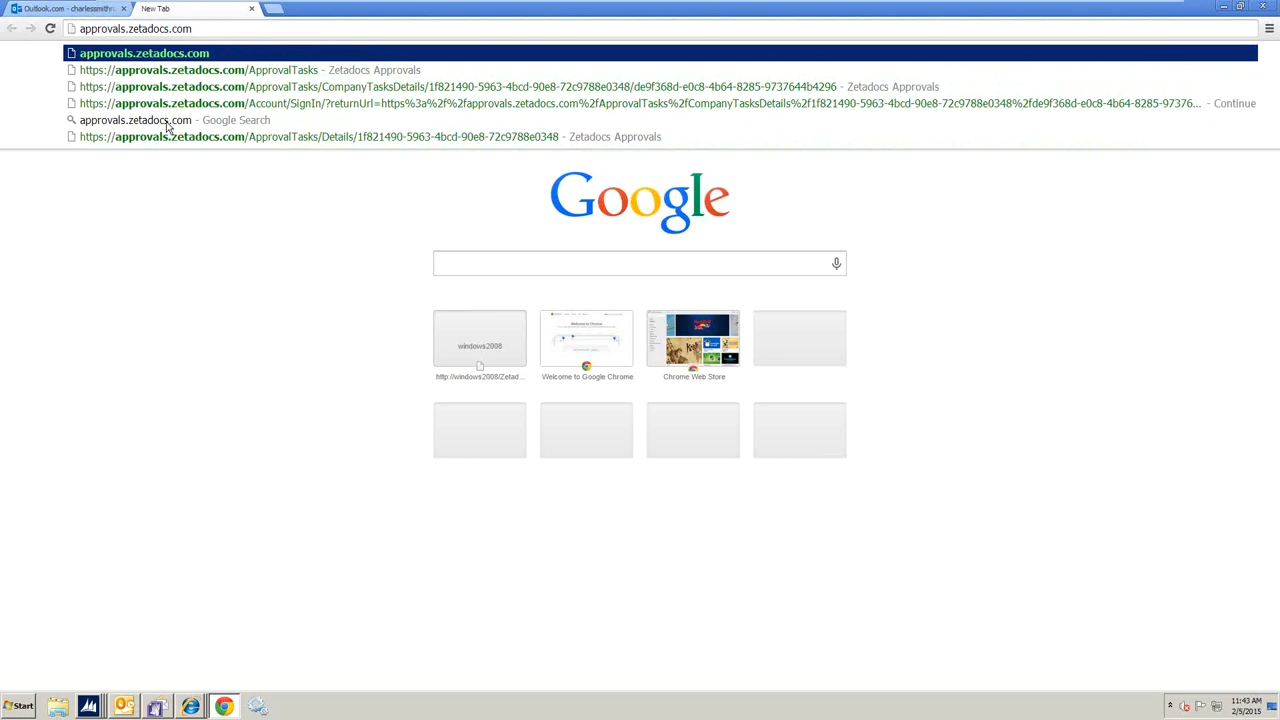 Outlook.com - charlessmithr
New Tab
approvals.zetadocs.com
approvals.zetadocs.com
https://approvals.zetadocs.com/ApprovalTasks - Zetadocs Approvals
https://approvals.zetadocs.com/ApprovalTasks/CompanyTasksDetails/1f821490-5963-4bcd-90e8-72c9788e0348/de9f368d-e0c8-4b64-8285-9737644b4296 - Zetadocs Approvals
https://approvals.zetadocs.com/Account/SignIn/?returnUrl=https%3a%2f%2fapprovals.zetadocs.com%2fApprovalTasks%2fCompanyTasksDetails%2f1f821490-5963-4bcd-90e8-72c9788e0348%2fde9f368d-e0c8-4b64-8285-97376... - Continue
approvals.zetadocs.com - Google Search
https://approvals.zetadocs.com/ApprovalTasks/Details/1f821490-5963-4bcd-90e8-72c9788e0348 - Zetadocs Approvals
Google
windows2008
http://windows2008/Zetad...
Welcome to Google Chrome
Chrome Web Store
Start
11:43 AM
2/5/2015